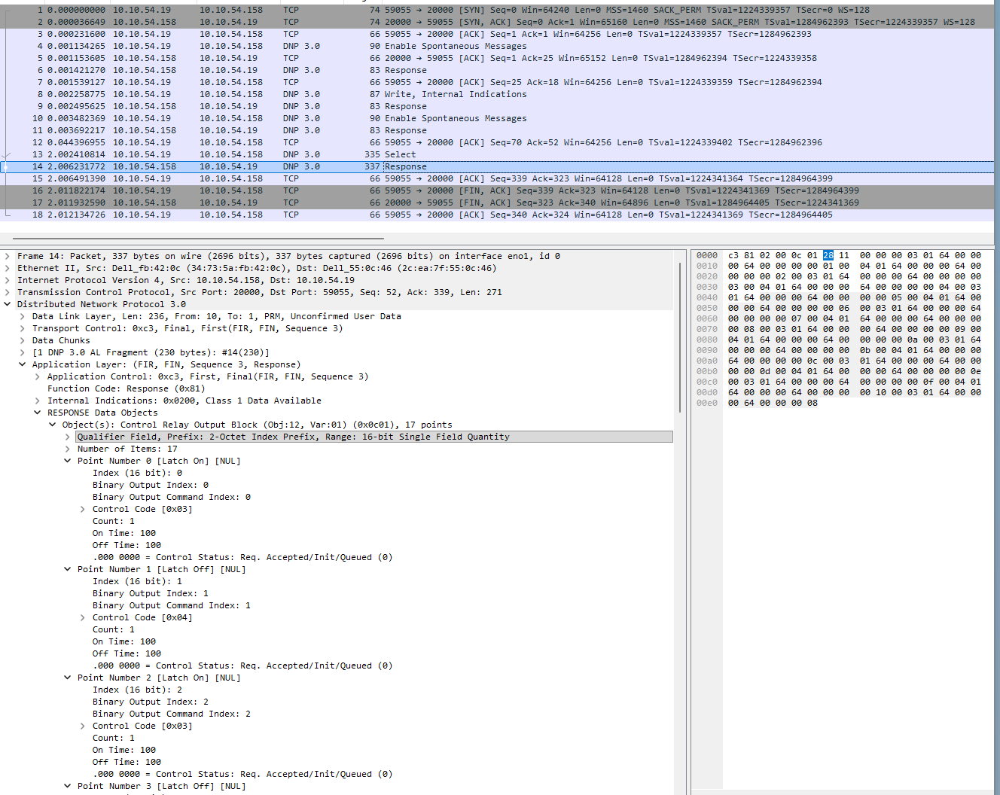 1 0.000000000 10.10.54.19 10.10.54.158 TCP 74 59055 → 20000 [SYN] Seq=0 Win=64240 Len=0 MSS=1460 SACK_PERM TSval=1224339357 TSecr=0 WS=128
2 0.000036649 10.10.54.158 10.10.54.19 TCP 74 20000 → 59055 [SYN, ACK] Seq=0 Ack=1 Win=65160 Len=0 MSS=1460 SACK_PERM TSval=1284962393 TSecr=1224339357 WS=128
3 0.000231600 10.10.54.19 10.10.54.158 TCP 66 59055 → 20000 [ACK] Seq=1 Ack=1 Win=64256 Len=0 TSval=1224339357 TSecr=1284962393
4 0.001134265 10.10.54.19 10.10.54.158 DNP 3.0 90 Enable Spontaneous Messages
5 0.001153605 10.10.54.158 10.10.54.19 TCP 66 20000 → 59055 [ACK] Seq=1 Ack=25 Win=65152 Len=0 TSval=1284962394 TSecr=1224339358
6 0.001421270 10.10.54.158 10.10.54.19 DNP 3.0 83 Response
7 0.001539127 10.10.54.19 10.10.54.158 TCP 66 59055 → 20000 [ACK] Seq=25 Ack=18 Win=64256 Len=0 TSval=1224339359 TSecr=1284962394
8 0.002258775 10.10.54.19 10.10.54.158 DNP 3.0 87 Write, Internal Indications
9 0.002495625 10.10.54.158 10.10.54.19 DNP 3.0 83 Response
10 0.003482369 10.10.54.19 10.10.54.158 DNP 3.0 90 Enable Spontaneous Messages
11 0.003692217 10.10.54.158 10.10.54.19 DNP 3.0 83 Response
12 0.044396955 10.10.54.19 10.10.54.158 TCP 66 59055 → 20000 [ACK] Seq=70 Ack=52 Win=64256 Len=0 TSval=1224339402 TSecr=1284962396
13 2.002410814 10.10.54.19 10.10.54.158 DNP 3.0 335 Select
14 2.006231772 10.10.54.158 10.10.54.19 DNP 3.0 337 Response
15 2.006491390 10.10.54.19 10.10.54.158 TCP 66 59055 → 20000 [ACK] Seq=339 Ack=323 Win=64128 Len=0 TSval=1224341364 TSecr=1284964399
16 2.011822174 10.10.54.19 10.10.54.158 TCP 66 59055 → 20000 [FIN, ACK] Seq=339 Ack=323 Win=64128 Len=0 TSval=1224341369 TSecr=1284964399
17 2.011932590 10.10.54.158 10.10.54.19 TCP 66 20000 → 59055 [FIN, ACK] Seq=323 Ack=340 Win=64896 Len=0 TSval=1284964405 TSecr=1224341369
18 2.012134726 10.10.54.19 10.10.54.158 TCP 66 59055 → 20000 [ACK] Seq=340 Ack=324 Win=64128 Len=0 TSval=1224341369 TSecr=1284964405
Frame 14: Packet, 337 bytes on wire (2696 bits), 337 bytes captured (2696 bits) on interface eno1, id 0
Ethernet II, Src: Dell_fb:42:0c (34:73:5a:fb:42:0c), Dst: Dell_55:0c:46 (2c:ea:7f:55:0c:46)
Internet Protocol Version 4, Src: 10.10.54.158, Dst: 10.10.54.19
Transmission Control Protocol, Src Port: 20000, Dst Port: 59055, Seq: 52, Ack: 339, Len: 271
Distributed Network Protocol 3.0
Data Link Layer, Len: 236, From: 10, To: 1, PRM, Unconfirmed User Data
Transport Control: 0xc3, Final, First(FIR, FIN, Sequence 3)
Data Chunks
[1 DNP 3.0 AL Fragment (230 bytes): #14(230)]
Application Layer: (FIR, FIN, Sequence 3, Response)
Application Control: 0xc3, First, Final(FIR, FIN, Sequence 3)
Function Code: Response (0x81)
Internal Indications: 0x0200, Class 1 Data Available
RESPONSE Data Objects
Object(s): Control Relay Output Block (Obj:12, Var:01) (0x0c01), 17 points
Qualifier Field, Prefix: 2-Octet Index Prefix, Range: 16-bit Single Field Quantity
Number of Items: 17
Point Number 0 [Latch On] [NUL]
Index (16 bit): 0
Binary Output Index: 0
Binary Output Command Index: 0
Control Code [0x03]
Count: 1
On Time: 100
Off Time: 100
.000 0000 = Control Status: Req. Accepted/Init/Queued (0)
Point Number 1 [Latch Off] [NUL]
Index (16 bit): 1
Binary Output Index: 1
Binary Output Command Index: 1
Control Code [0x04]
Count: 1
On Time: 100
Off Time: 100
.000 0000 = Control Status: Req. Accepted/Init/Queued (0)
Point Number 2 [Latch On] [NUL]
Index (16 bit): 2
Binary Output Index: 2
Binary Output Command Index: 2
Control Code [0x03]
Count: 1
On Time: 100
Off Time: 100
.000 0000 = Control Status: Req. Accepted/Init/Queued (0)
Point Number 3 [Latch Off] [NUL]
0000 c3 81 02 00 0c 01 28 11 00 00 00 03 01 64 00 00
0010 00 64 00 00 00 00 01 00 04 01 64 00 00 00 64 00
0020 00 00 00 02 00 03 01 64 00 00 00 64 00 00 00 00
0030 03 00 04 01 64 00 00 00 64 00 00 00 00 04 00 03
0040 01 64 00 00 00 64 00 00 00 00 05 00 04 01 64 00
0050 00 00 64 00 00 00 00 06 00 03 01 64 00 00 00 64
0060 00 00 00 00 07 00 04 01 64 00 00 00 64 00 00 00
0070 00 08 00 03 01 64 00 00 00 64 00 00 00 00 09 00
0080 04 01 64 00 00 00 64 00 00 00 00 0a 00 03 01 64
0090 00 00 00 64 00 00 00 00 0b 00 04 01 64 00 00 00
00a0 64 00 00 00 00 0c 00 03 01 64 00 00 00 64 00 00
00b0 00 00 0d 00 04 01 64 00 00 00 64 00 00 00 00 0e
00c0 00 03 01 64 00 00 00 64 00 00 00 00 0f 00 04 01
00d0 64 00 00 00 64 00 00 00 00 10 00 03 01 64 00 00
00e0 00 64 00 00 00 08